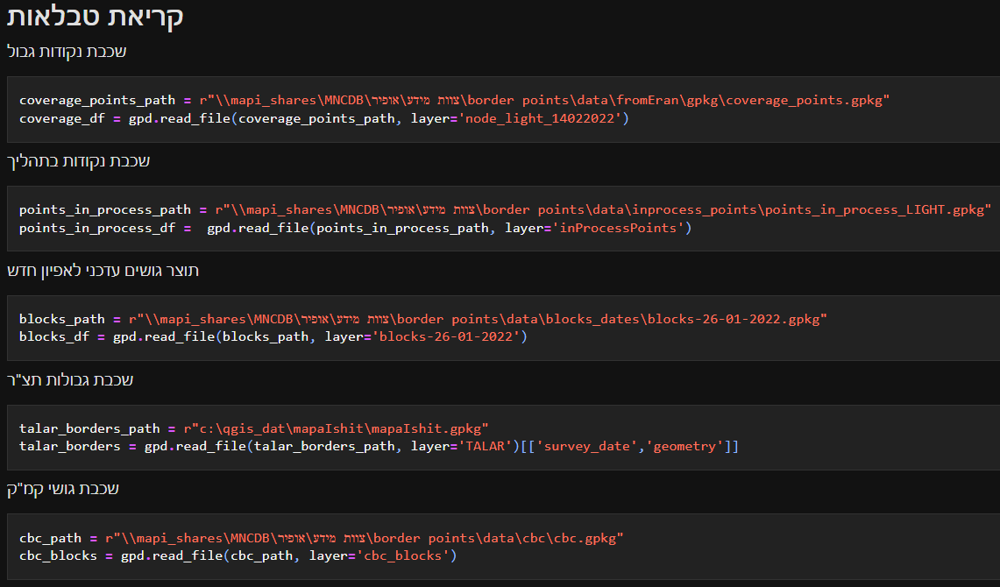 קריאת טבלאות
שכבת נקודות גבול
coverage_points_path = r"\\mapi_shares\MNCDB\צוות מידע\אופיר\border points\data\fromEran\gpkg\coverage_points.gpkg"
coverage_df = gpd.read_file(coverage_points_path, layer='node_light_14022022')
שכבת נקודות בתהליך
points_in_process_path = r"\\mapi_shares\MNCDB\צוות מידע\אופיר\border points\data\inprocess_points\points_in_process_LIGHT.gpkg"
points_in_process_df =  gpd.read_file(points_in_process_path, layer='inProcessPoints')
תוצר גושים עדכני לאפיון חדש
blocks_path = r"\\mapi_shares\MNCDB\צוות מידע\אופיר\border points\data\blocks_dates\blocks-26-01-2022.gpkg"
blocks_df = gpd.read_file(blocks_path, layer='blocks-26-01-2022')
שכבת גבולות תצ"ר
talar_borders_path = r"c:\qgis_dat\mapaIshit\mapaIshit.gpkg"
talar_borders = gpd.read_file(talar_borders_path, layer='TALAR')[['survey_date','geometry']]
שכבת גושי קמ"ק
cbc_path = r"\\mapi_shares\MNCDB\צוות מידע\אופיר\border points\data\cbc\cbc.gpkg"
cbc_blocks = gpd.read_file(cbc_path, layer='cbc_blocks')